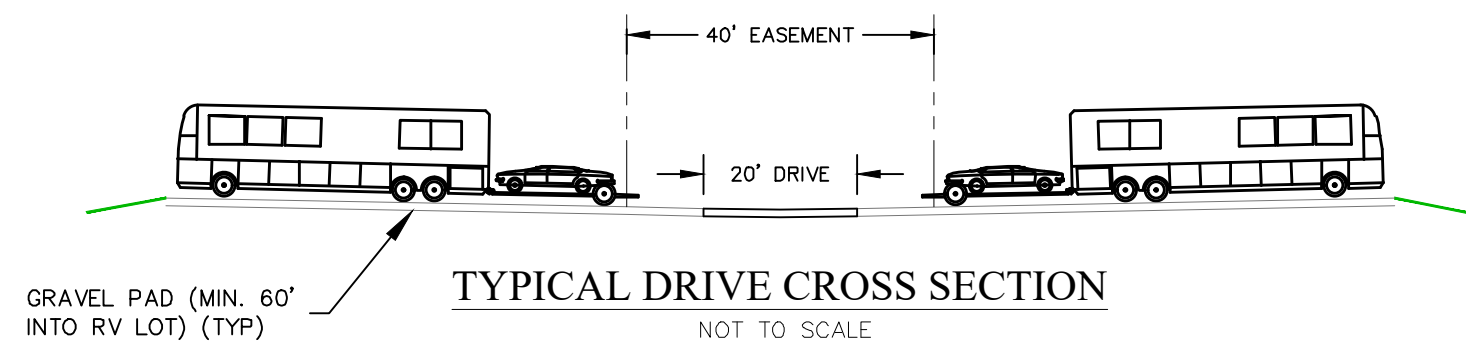 40' EASEMENT
20' DRIVE
GRAVEL PAD (MIN. 60'
INTO RV LOT) (TYP)
TYPICAL DRIVE CROSS SECTION
NOT TO SCALE